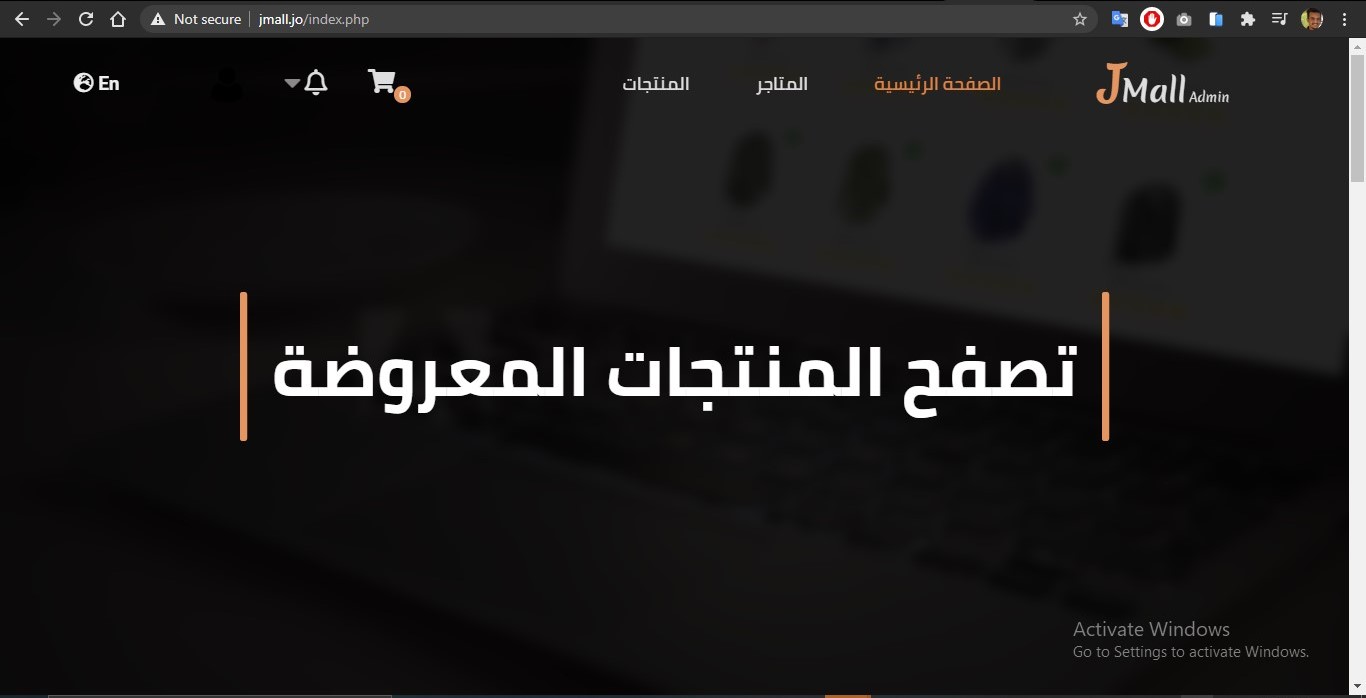 Not secure | jmall.jo/index.php
JMall Admin
الصفحة الرئيسية
المتاجر
المنتجات
0
En
تصفح المنتجات المعروضة
Activate Windows
Go to Settings to activate Windows.